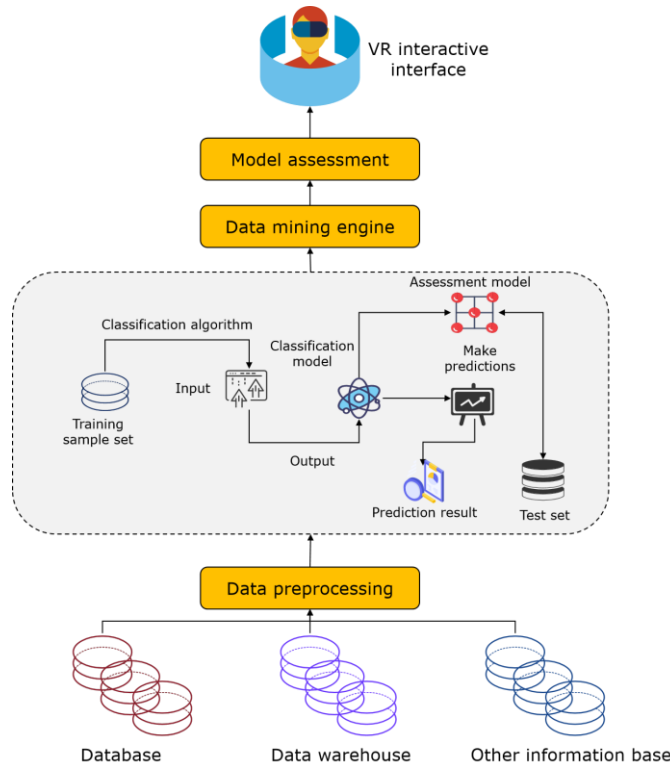 VR interactive
interface
Model assessment
Data mining engine
Assessment model
Classification algorithm
Classification
model
Make
predictions
Input
Training
sample set
Output
Prediction result
Test set
Data preprocessing
Database
Data warehouse
Other information base